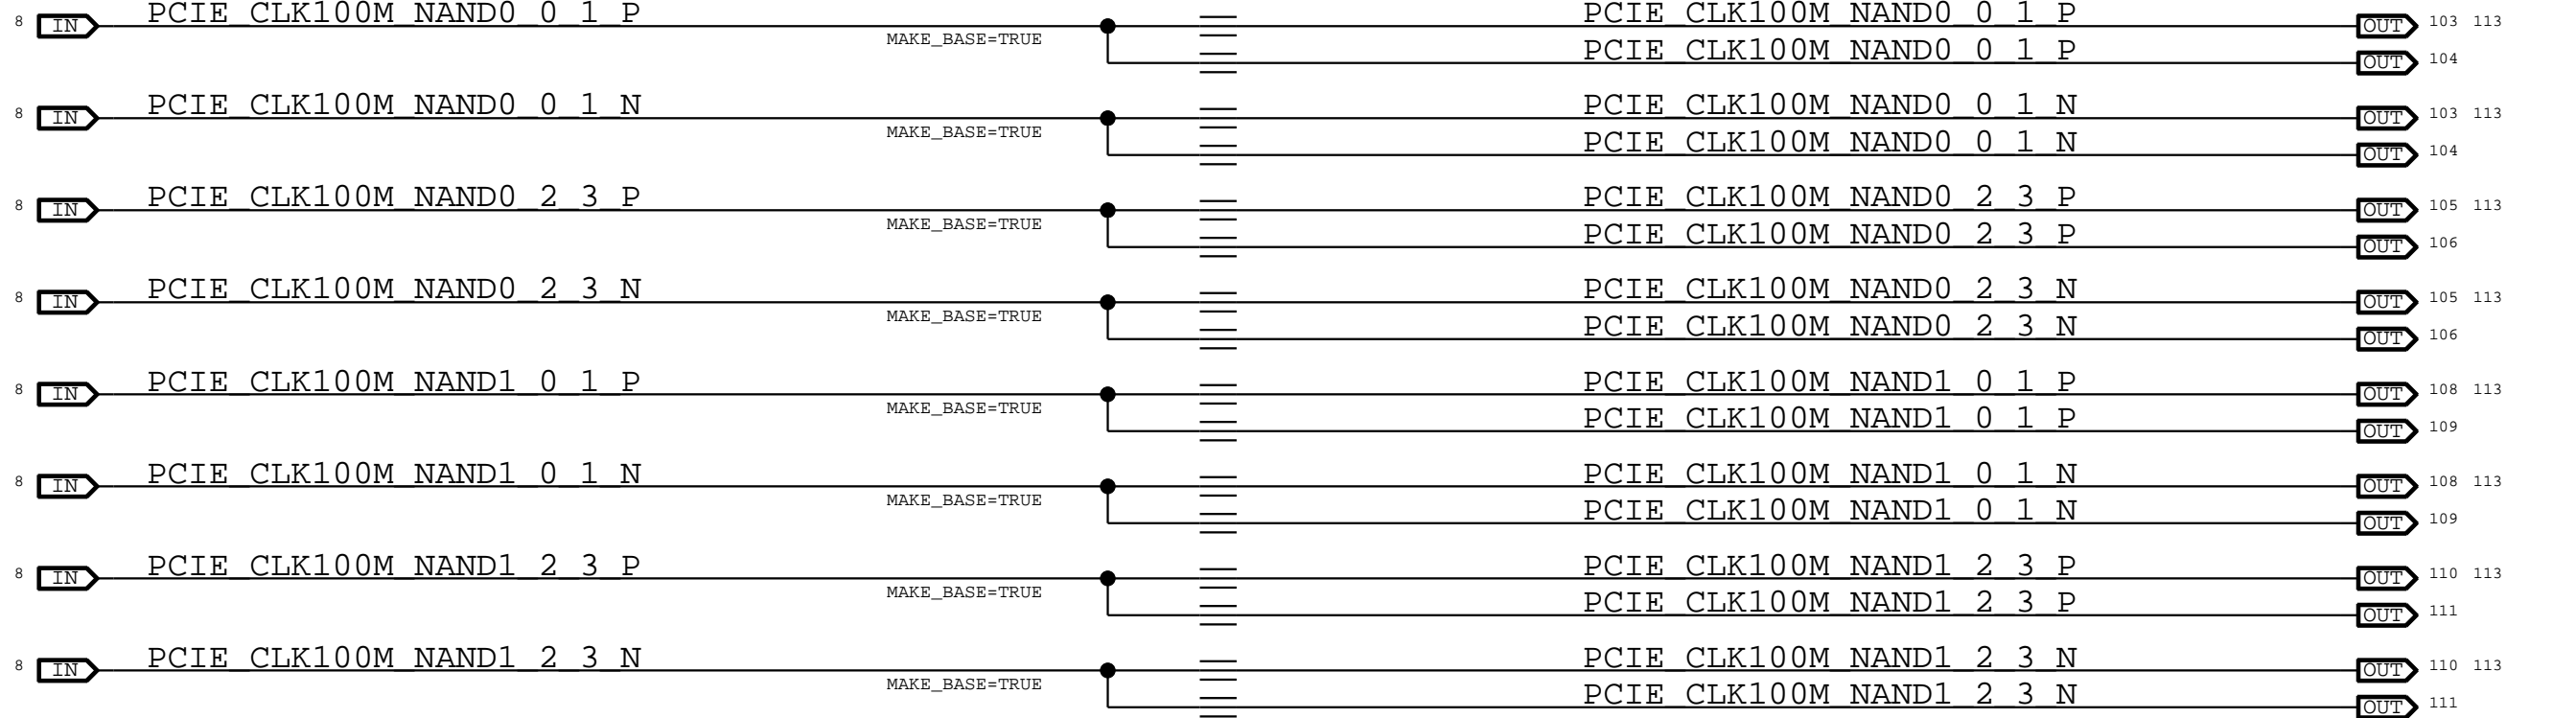 8 IN PCIE_CLK100M_NAND0_0_1_P MAKE_BASE=TRUE PCIE_CLK100M_NAND0_0_1_P OUT 103 113
PCIE_CLK100M_NAND0_0_1_P OUT 104
8 IN PCIE_CLK100M_NAND0_0_1_N MAKE_BASE=TRUE PCIE_CLK100M_NAND0_0_1_N OUT 103 113
PCIE_CLK100M_NAND0_0_1_N OUT 104
8 IN PCIE_CLK100M_NAND0_2_3_P MAKE_BASE=TRUE PCIE_CLK100M_NAND0_2_3_P OUT 105 113
PCIE_CLK100M_NAND0_2_3_P OUT 106
8 IN PCIE_CLK100M_NAND0_2_3_N MAKE_BASE=TRUE PCIE_CLK100M_NAND0_2_3_N OUT 105 113
PCIE_CLK100M_NAND0_2_3_N OUT 106
8 IN PCIE_CLK100M_NAND1_0_1_P MAKE_BASE=TRUE PCIE_CLK100M_NAND1_0_1_P OUT 108 113
PCIE_CLK100M_NAND1_0_1_P OUT 109
8 IN PCIE_CLK100M_NAND1_0_1_N MAKE_BASE=TRUE PCIE_CLK100M_NAND1_0_1_N OUT 108 113
PCIE_CLK100M_NAND1_0_1_N OUT 109
8 IN PCIE_CLK100M_NAND1_2_3_P MAKE_BASE=TRUE PCIE_CLK100M_NAND1_2_3_P OUT 110 113
PCIE_CLK100M_NAND1_2_3_P OUT 111
8 IN PCIE_CLK100M_NAND1_2_3_N MAKE_BASE=TRUE PCIE_CLK100M_NAND1_2_3_N OUT 110 113
PCIE_CLK100M_NAND1_2_3_N OUT 111